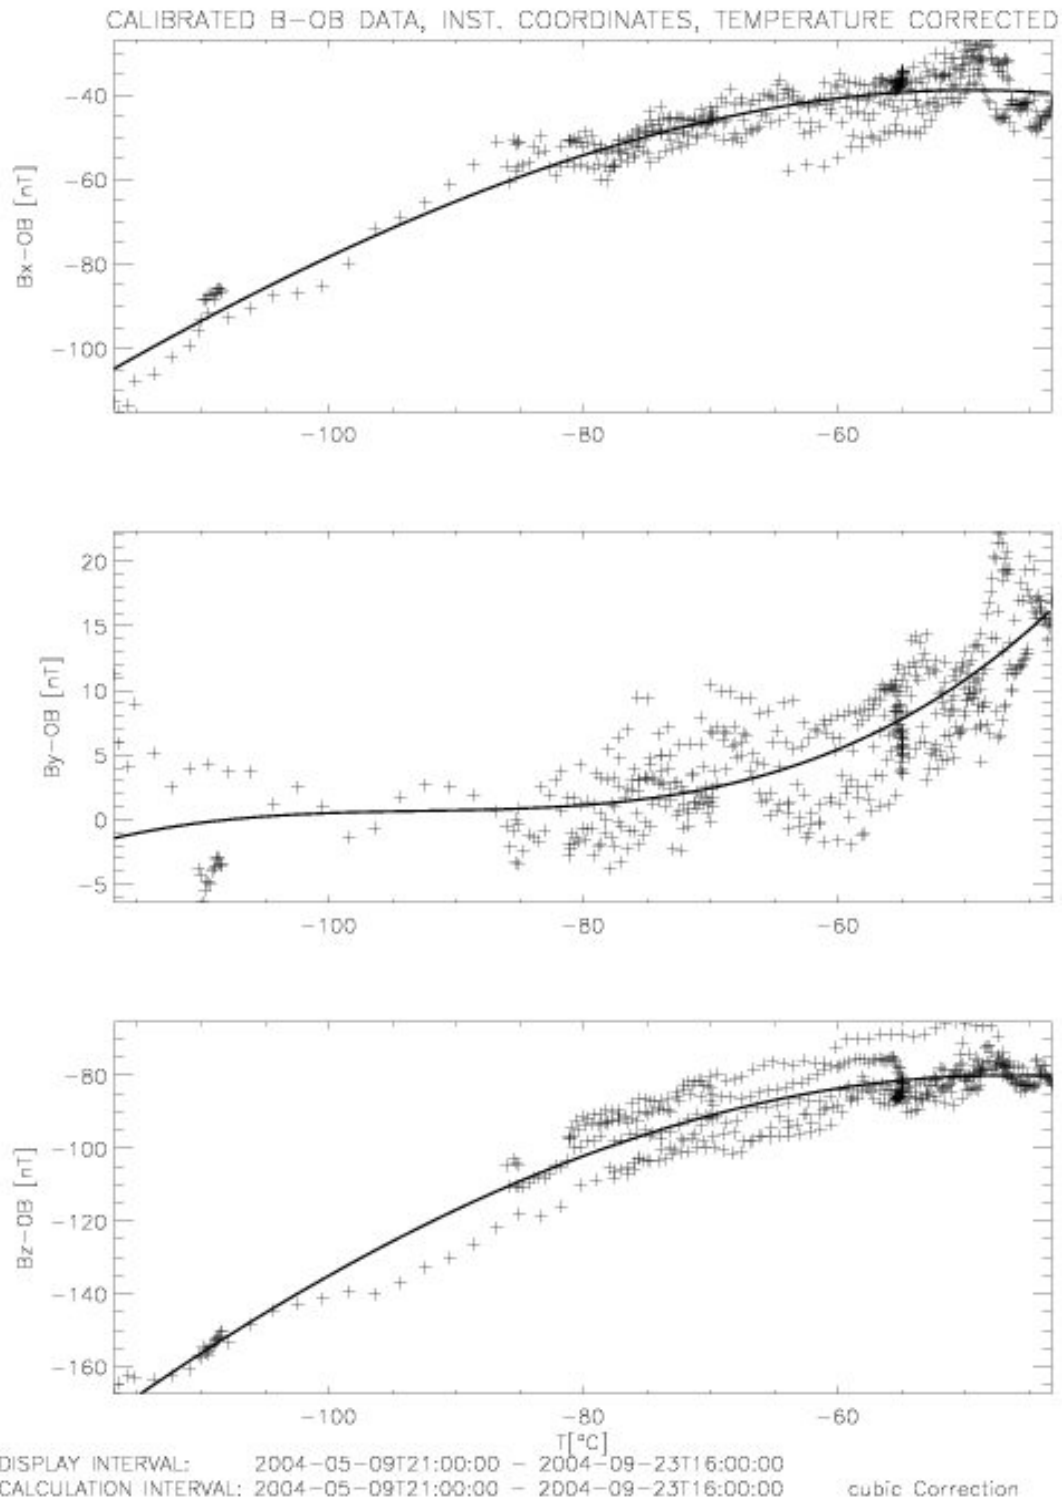 CALIBRATED B-OB DATA, INST. COORDINATES, TEMPERATURE CORRECTED
Bx-OB [nT]
-40
-60
-80
-100
-100 -80 -60
By-OB [nT]
20
15
10
5
0
-5
-100 -80 -60
Bz-OB [nT]
-80
-100
-120
-140
-160
-100 -80 -60
T[°C]
DISPLAY INTERVAL: 2004-05-09T21:00:00 - 2004-09-23T16:00:00
CALCULATION INTERVAL: 2004-05-09T21:00:00 - 2004-09-23T16:00:00 cubic Correction